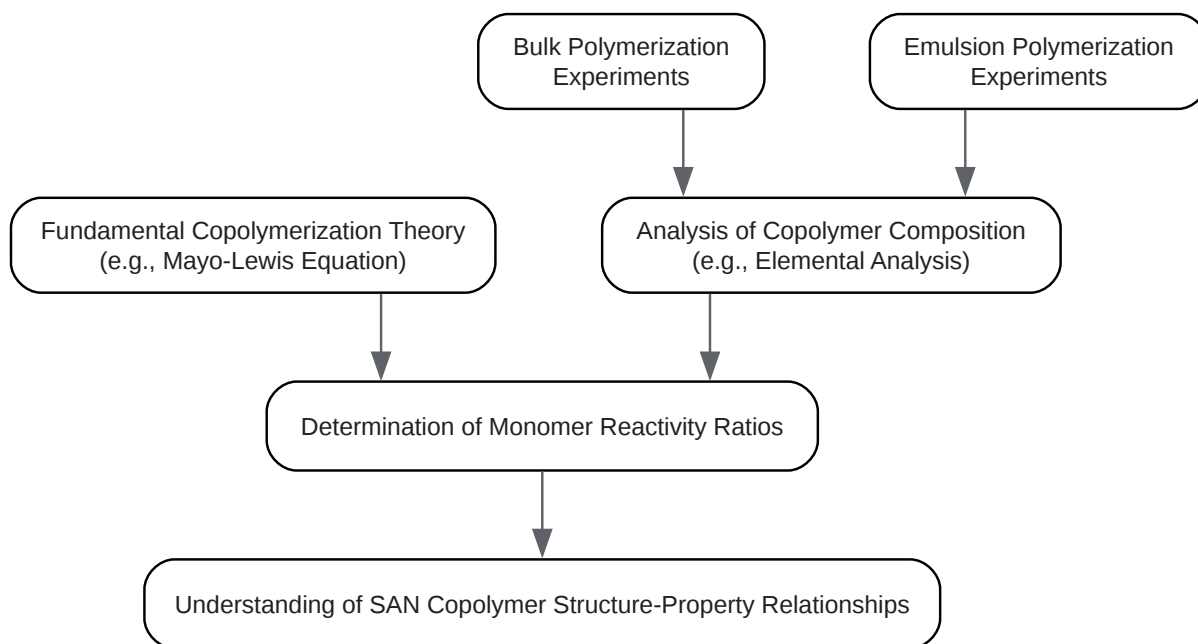 Bulk Polymerization
Experiments
Emulsion Polymerization
Experiments
Fundamental Copolymerization Theory
(e.g., Mayo-Lewis Equation)
Analysis of Copolymer Composition
(e.g., Elemental Analysis)
Determination of Monomer Reactivity Ratios
Understanding of SAN Copolymer Structure-Property Relationships